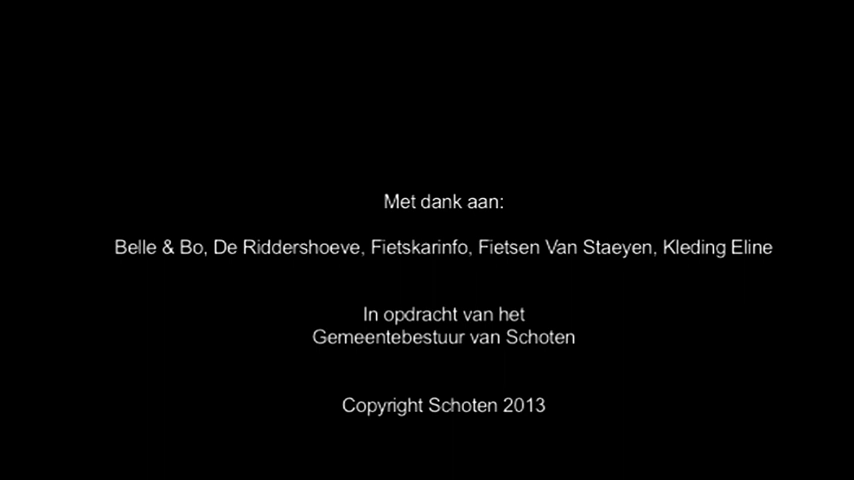 Met dank aan:
Belle & Bo, De Riddershoeve, Fietskarinfo, Fietsen Van Staeyen, Kleding Eline
In opdracht van het
Gemeentebestuur van Schoten
Copyright Schoten 2013